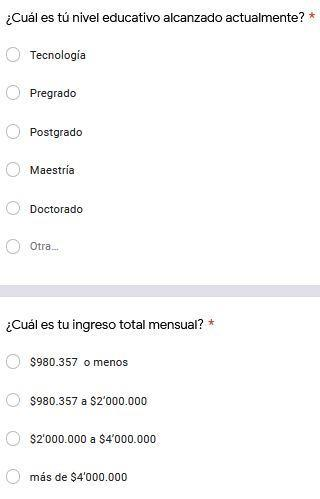 ¿Cuál es tú nivel educativo alcanzado actualmente? *
Tecnología
Pregrado
Postgrado
Maestría
Doctorado
Otra...
¿Cuál es tu ingreso total mensual? *
$980.357 o menos
$980.357 a $2'000.000
$2'000.000 a $4'000.000
más de $4'000.000